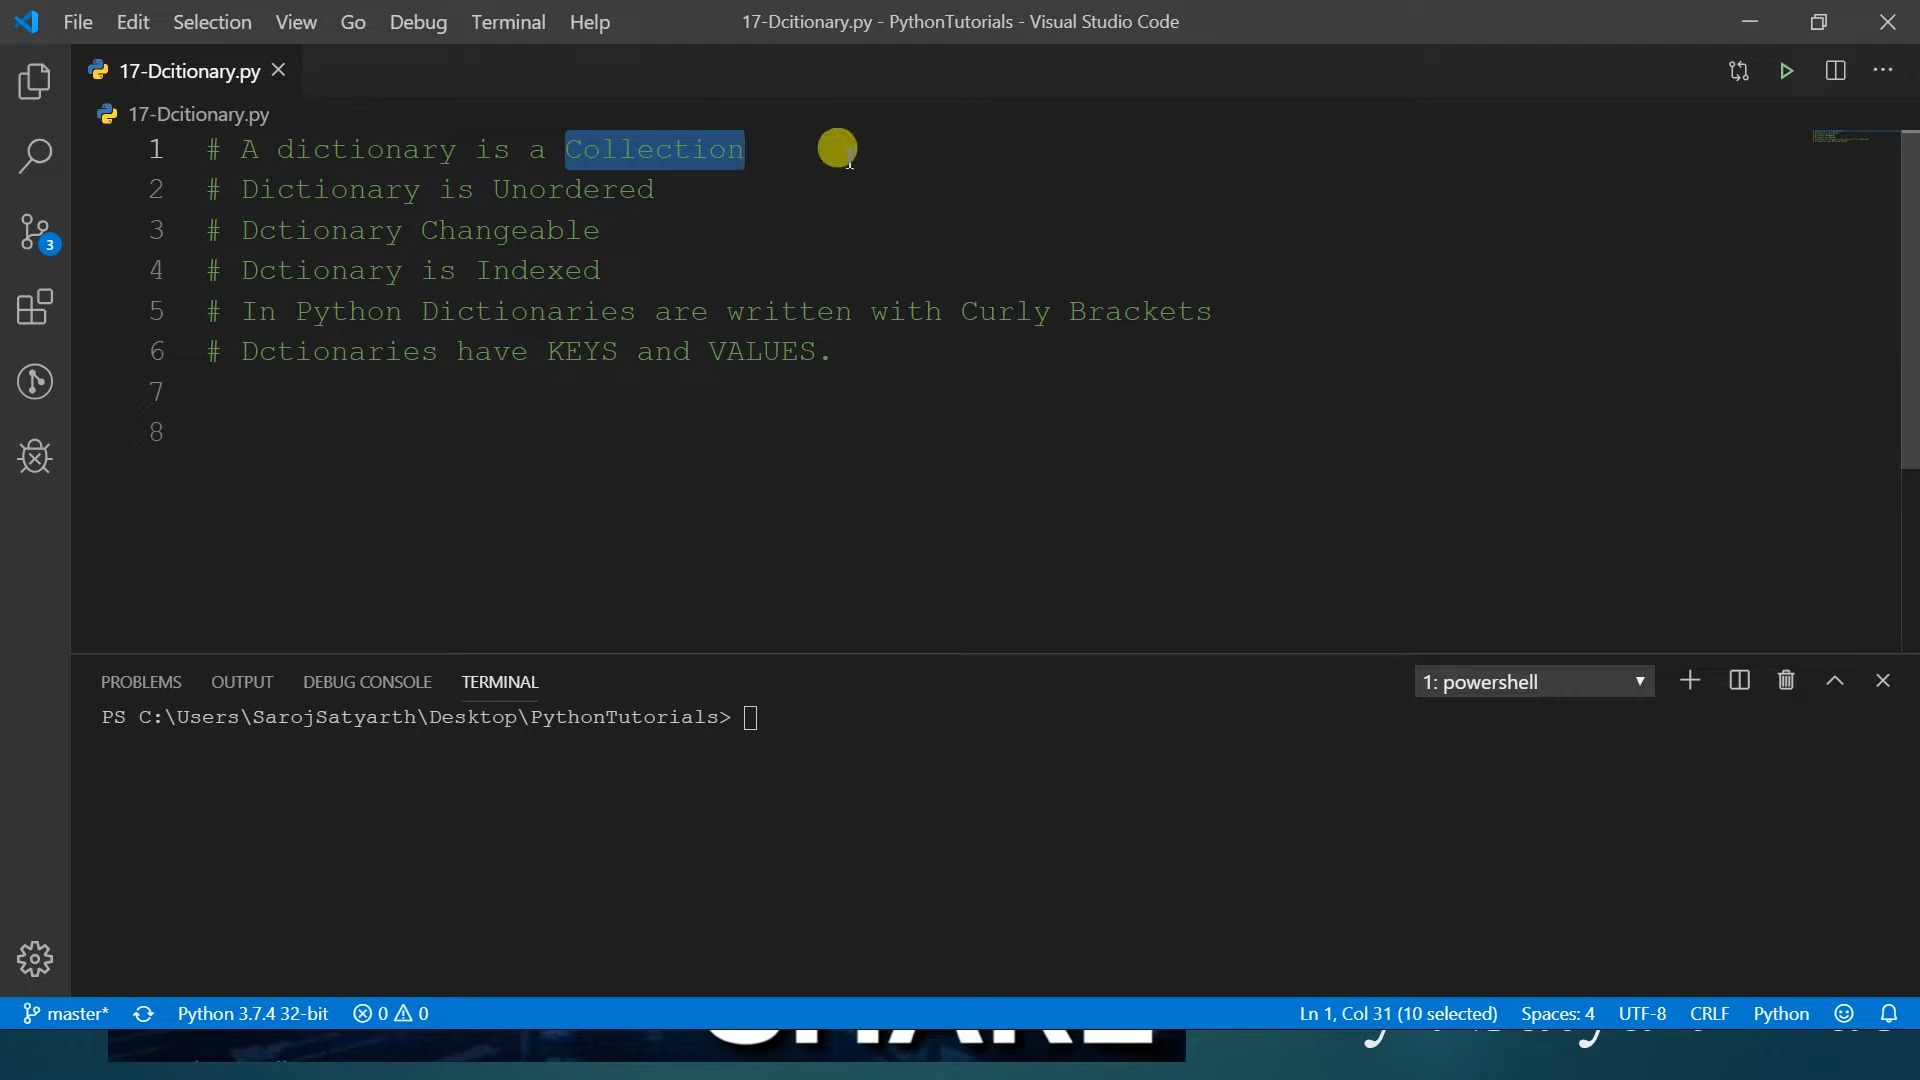 File Edit Selection View Go Debug Terminal Help 17-Dcitionary.py - PythonTutorials - Visual Studio Code
17-Dcitionary.py
17-Dcitionary.py
1 # A dictionary is a Collection
2 # Dictionary is Unordered
3 # Dctionary Changeable
4 # Dctionary is Indexed
5 # In Python Dictionaries are written with Curly Brackets
6 # Dctionaries have KEYS and VALUES.
7
8
3
PROBLEMS OUTPUT DEBUG CONSOLE TERMINAL 1: powershell
PS C:\Users\SarojSatyarth\Desktop\PythonTutorials>
master* Python 3.7.4 32-bit 0 0 Ln 1, Col 31 (10 selected) Spaces: 4 UTF-8 CRLF Python